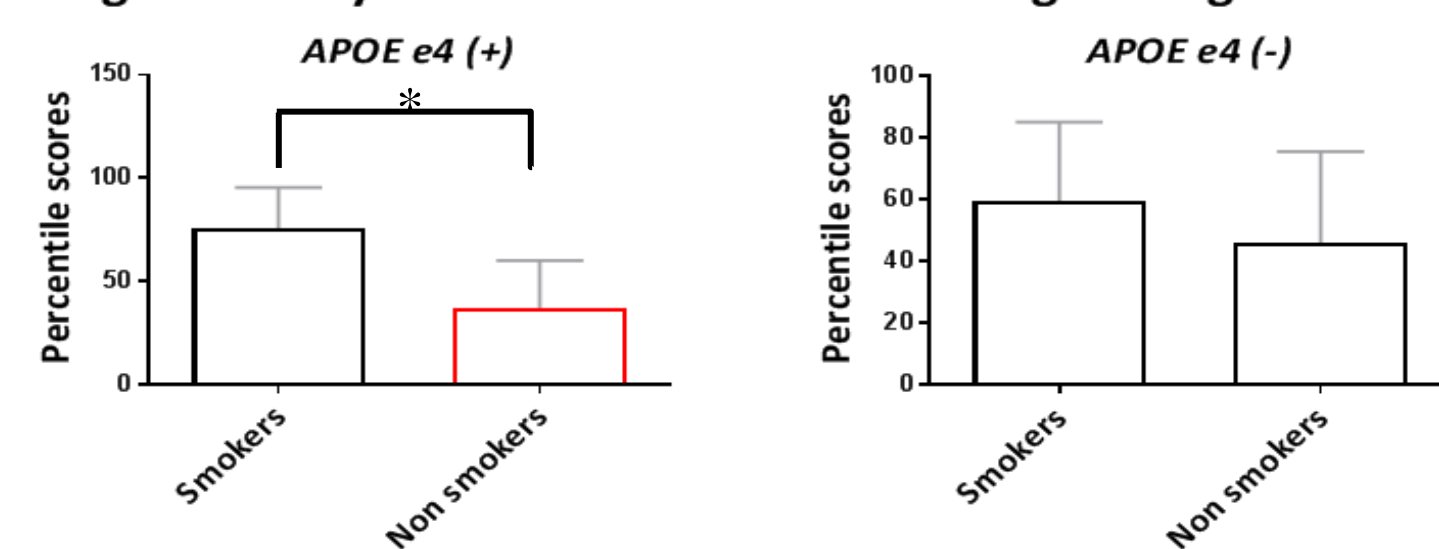 APOE e4 (+)
150
100
50
0
Percentile scores
*
Smokers
Non smokers
APOE e4 (-)
100
80
60
40
20
0
Percentile scores
Smokers
Non smokers